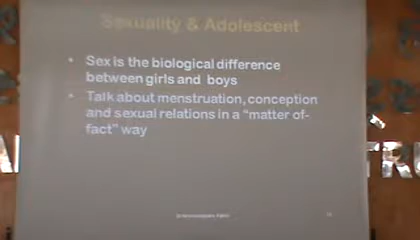 Sexuality & Adolescent
• Sex is the biological difference
between girls and boys
• Talk about menstruation, conception
and sexual relations in a "matter of-
fact" way